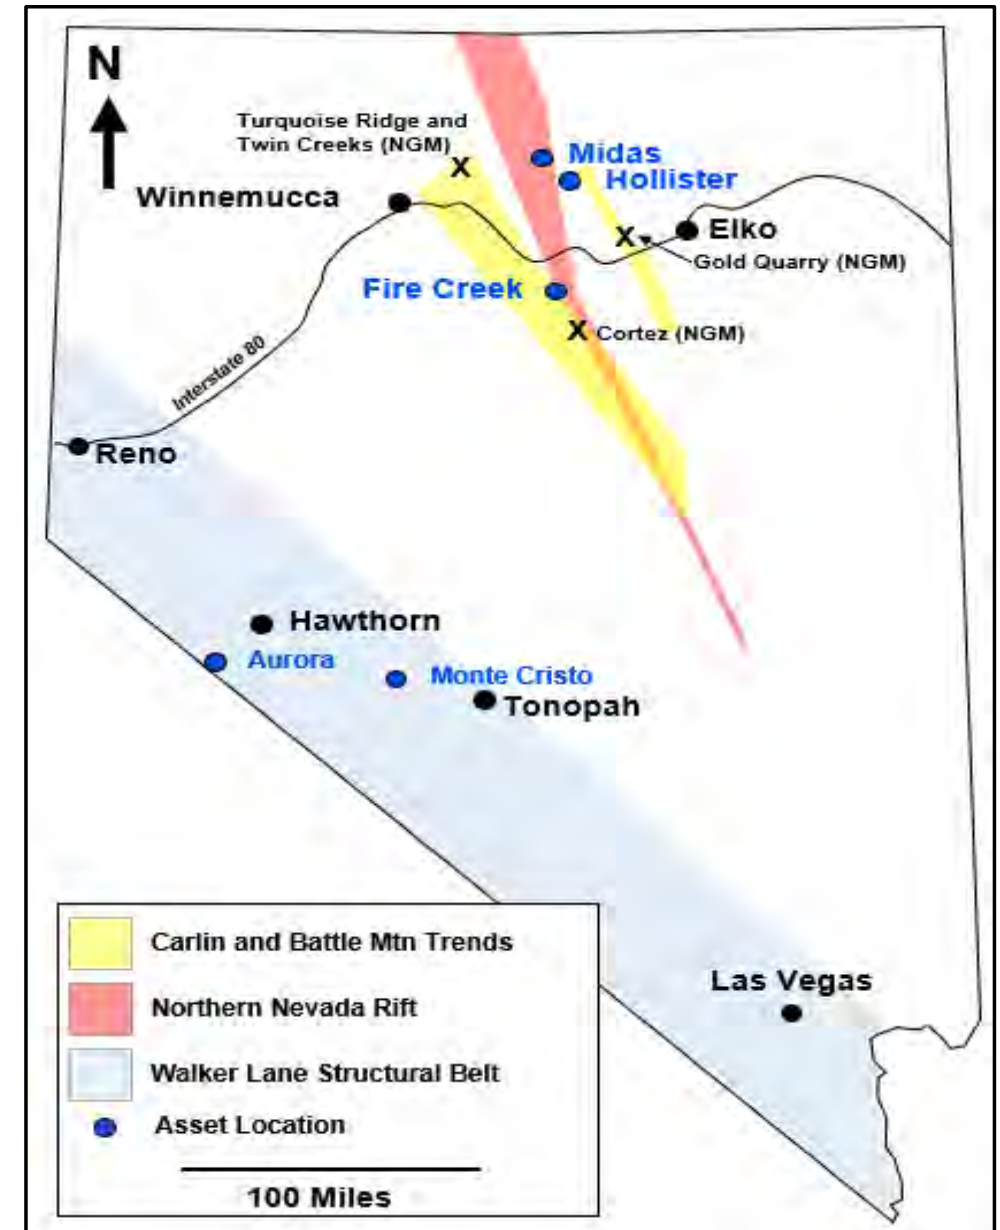 N
Turquoise Ridge and
Twin Creeks (NGM)
X
Midas
Hollister
Winnemucca
X
Elko
Gold Quarry (NGM)
Fire Creek
X Cortez (NGM)
Interstate 80
Reno
Hawthorn
Aurora
Monte Cristo
Tonopah
Las Vegas
Carlin and Battle Mtn Trends
Northern Nevada Rift
Walker Lane Structural Belt
Asset Location
100 Miles